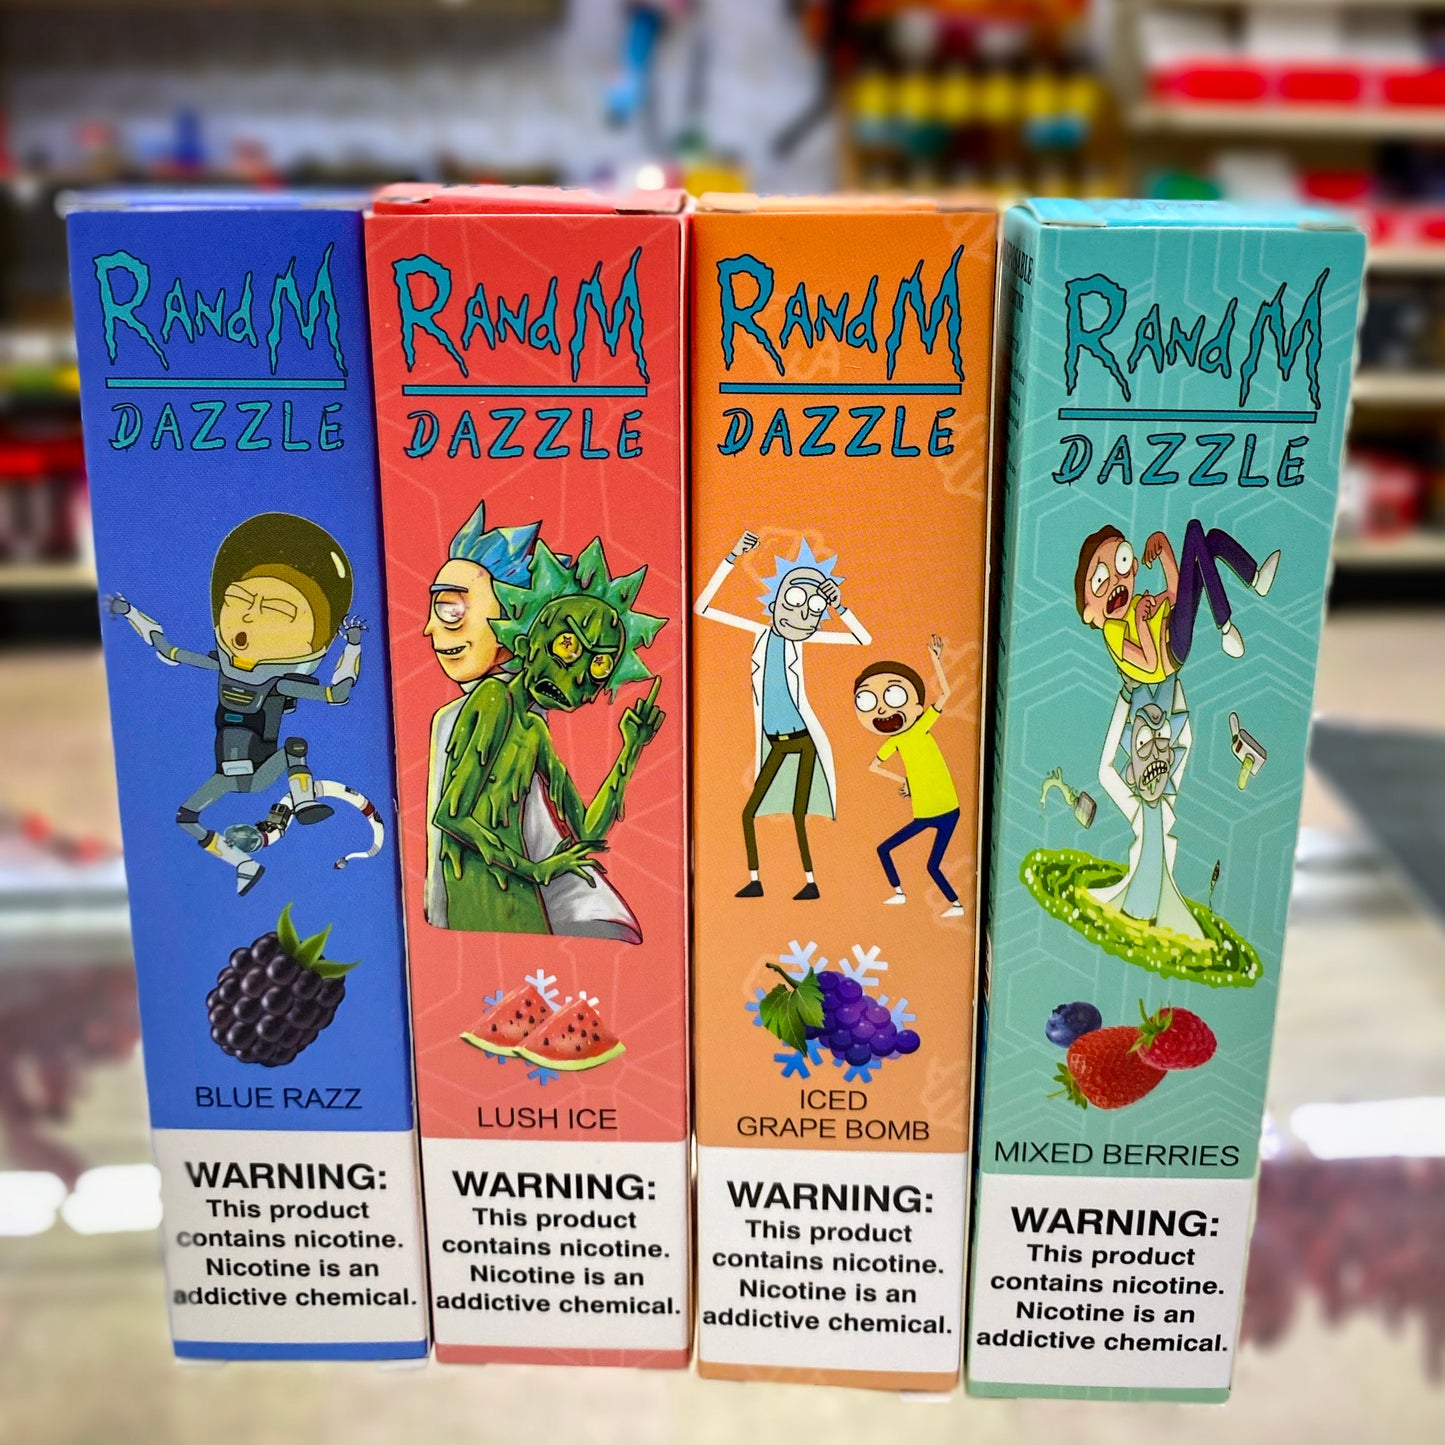 RANDM
DAZZLE
BLUE RAZZ
WARNING:
This product
contains nicotine.
Nicotine is an
addictive chemical.
RANDM
DAZZLE
LUSH ICE
WARNING:
This product
contains nicotine.
Nicotine is an
addictive chemical.
RANDM
DAZZLE
ICED
GRAPE BOMB
WARNING:
This product
contains nicotine.
Nicotine is an
addictive chemical.
RANDM
DAZZLE
MIXED BERRIES
WARNING:
This product
contains nicotine.
Nicotine is an
addictive chemical.